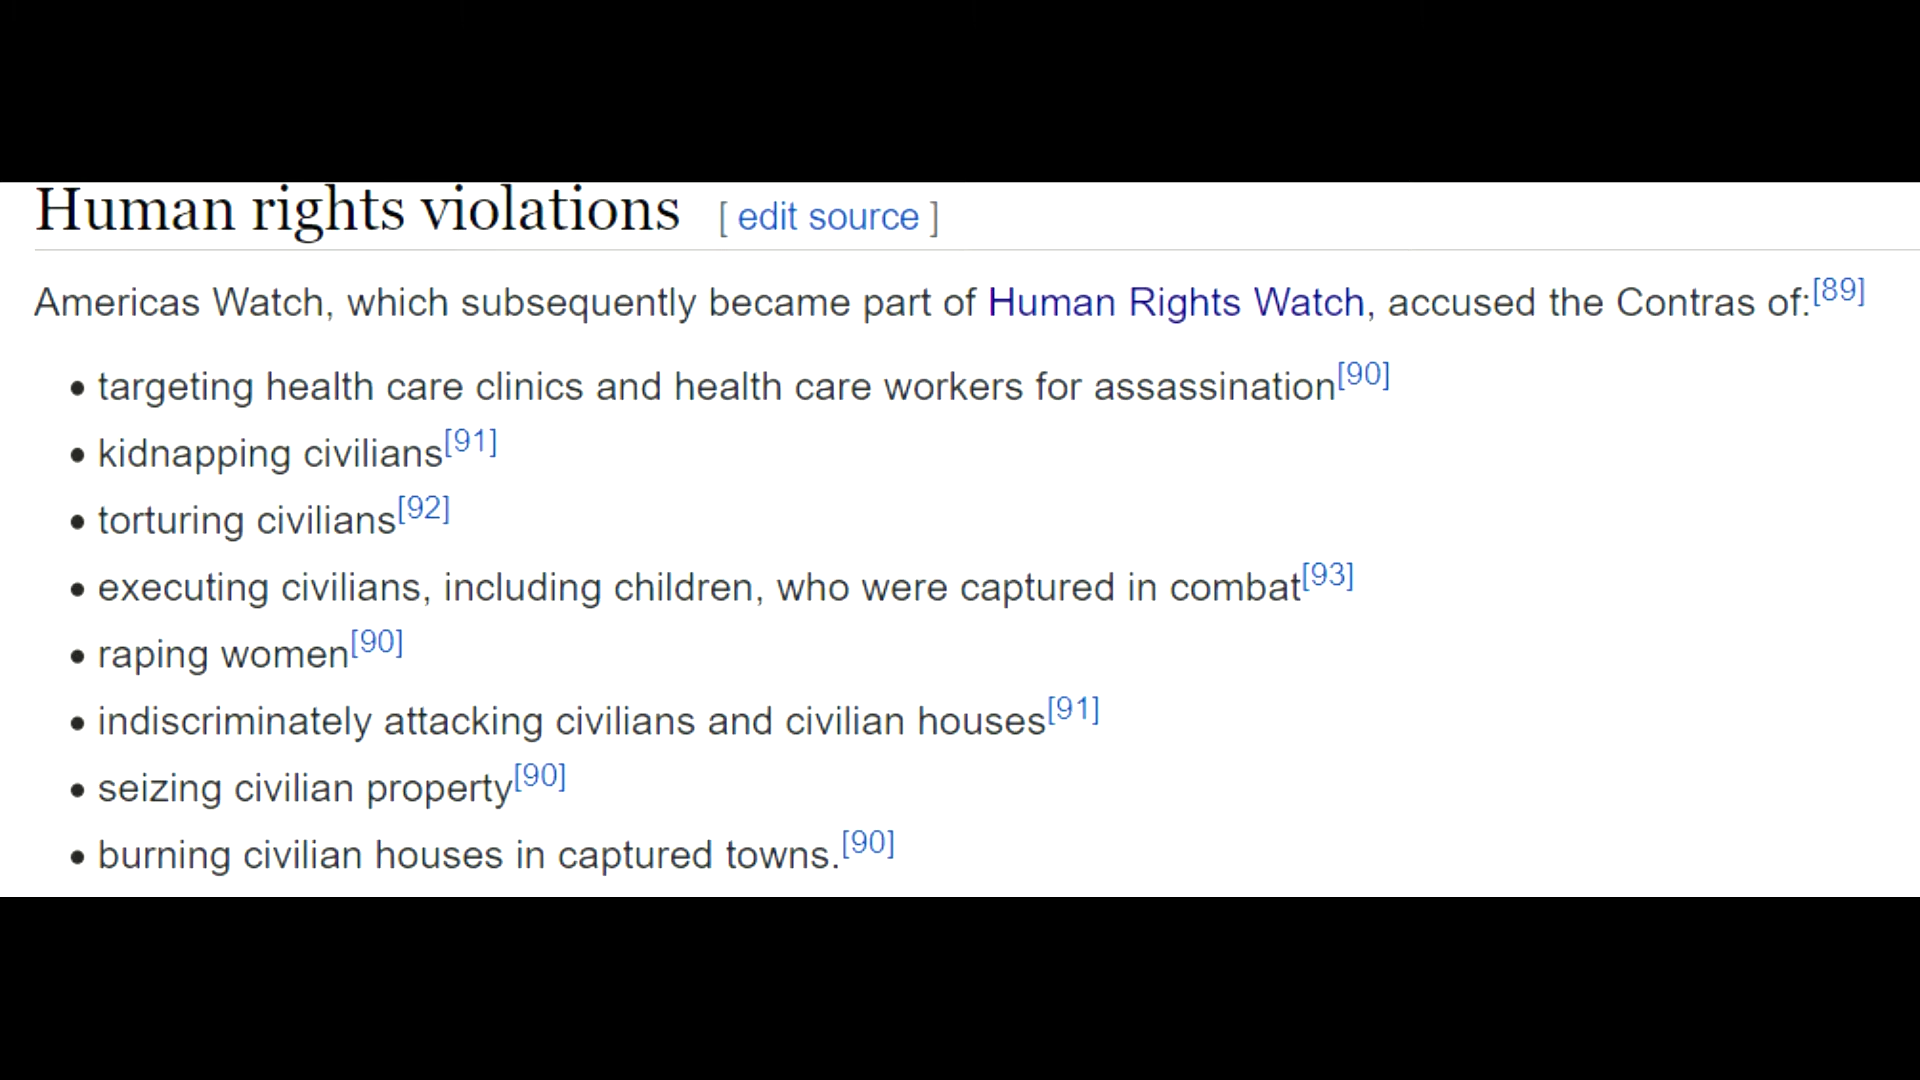 Human rights violations [ edit source ]
Americas Watch, which subsequently became part of Human Rights Watch, accused the Contras of:[89]
• targeting health care clinics and health care workers for assassination[90]
• kidnapping civilians[91]
• torturing civilians[92]
• executing civilians, including children, who were captured in combat[93]
• raping women[90]
• indiscriminately attacking civilians and civilian houses[91]
• seizing civilian property[90]
• burning civilian houses in captured towns.[90]